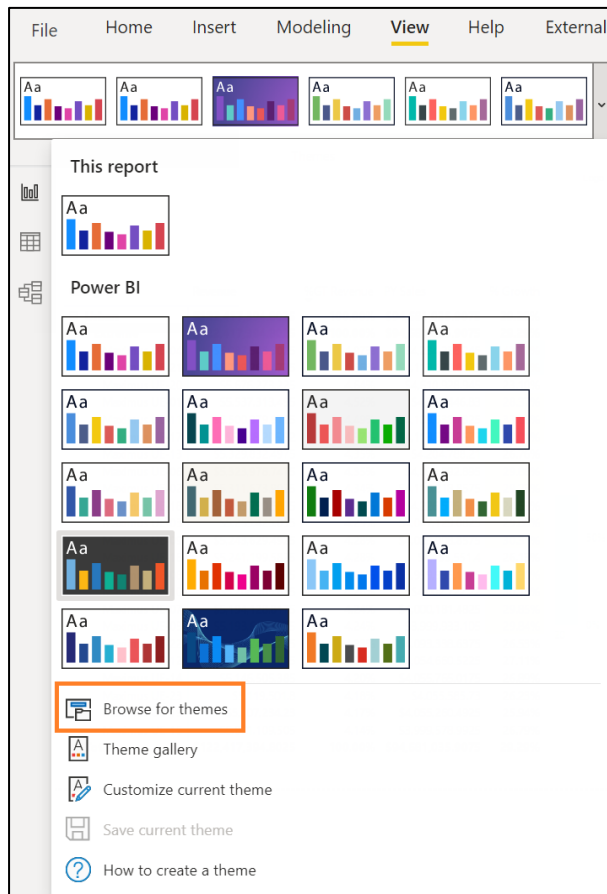 File Home Insert Modeling View Help External
Aa Aa Aa Aa Aa Aa
This report
Aa
Power BI
Aa Aa Aa Aa
Aa Aa Aa Aa
Aa Aa Aa Aa
Aa Aa Aa Aa
Aa Aa Aa
Browse for themes
A Theme gallery
A Customize current theme
Save current theme
? How to create a theme